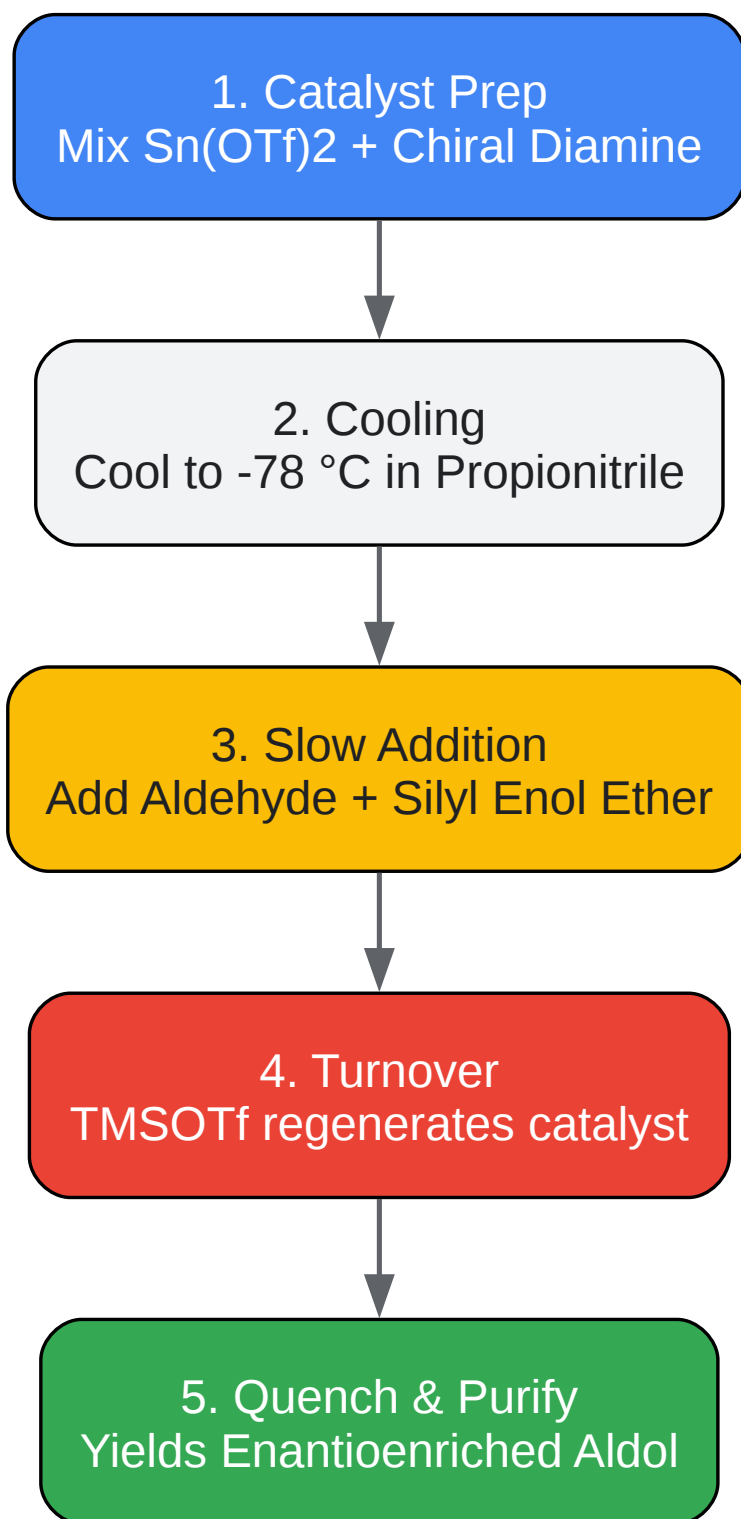 1. Catalyst Prep
Mix Sn(OTf)2 + Chiral Diamine
2. Cooling
Cool to -78 °C in Propionitrile
3. Slow Addition
Add Aldehyde + Silyl Enol Ether
4. Turnover
TMSOTf regenerates catalyst
5. Quench & Purify
Yields Enantioenriched Aldol